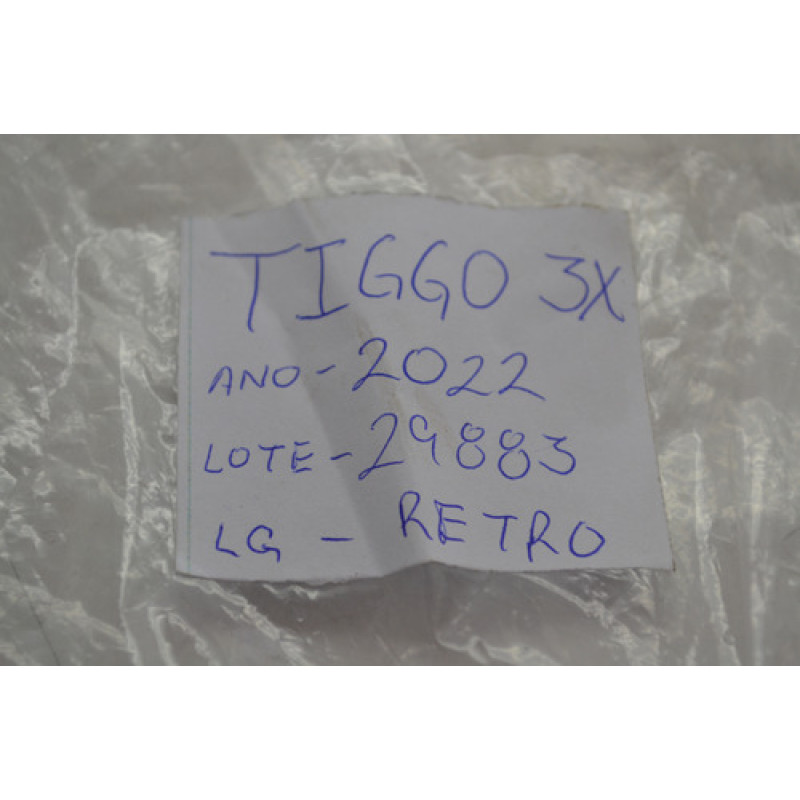 TIGGO 3X
ANO - 2022
LOTE - 29883
LG - RETRO